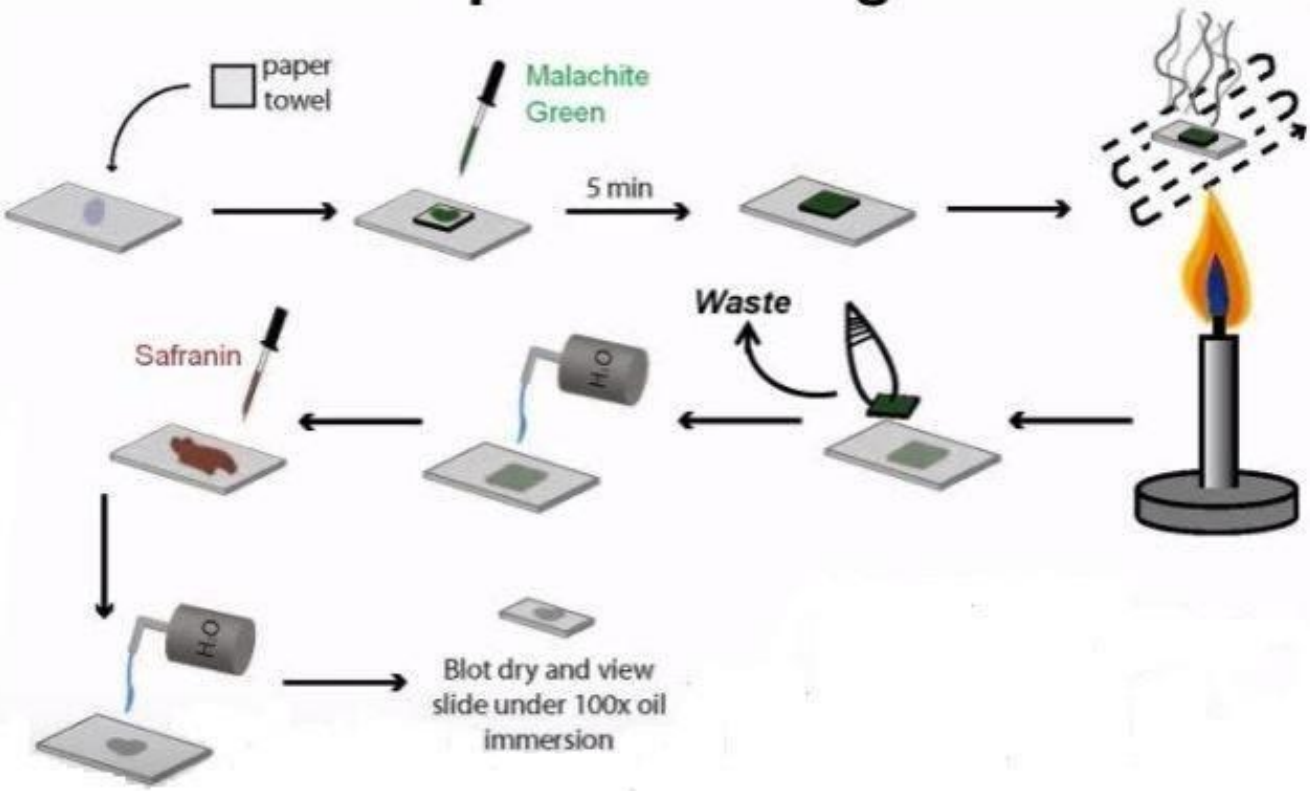 paper
towel
Malachite
Green
5 min
Waste
Safranin
H₂O
H₂O
Blot dry and view
slide under 100x oil
immersion